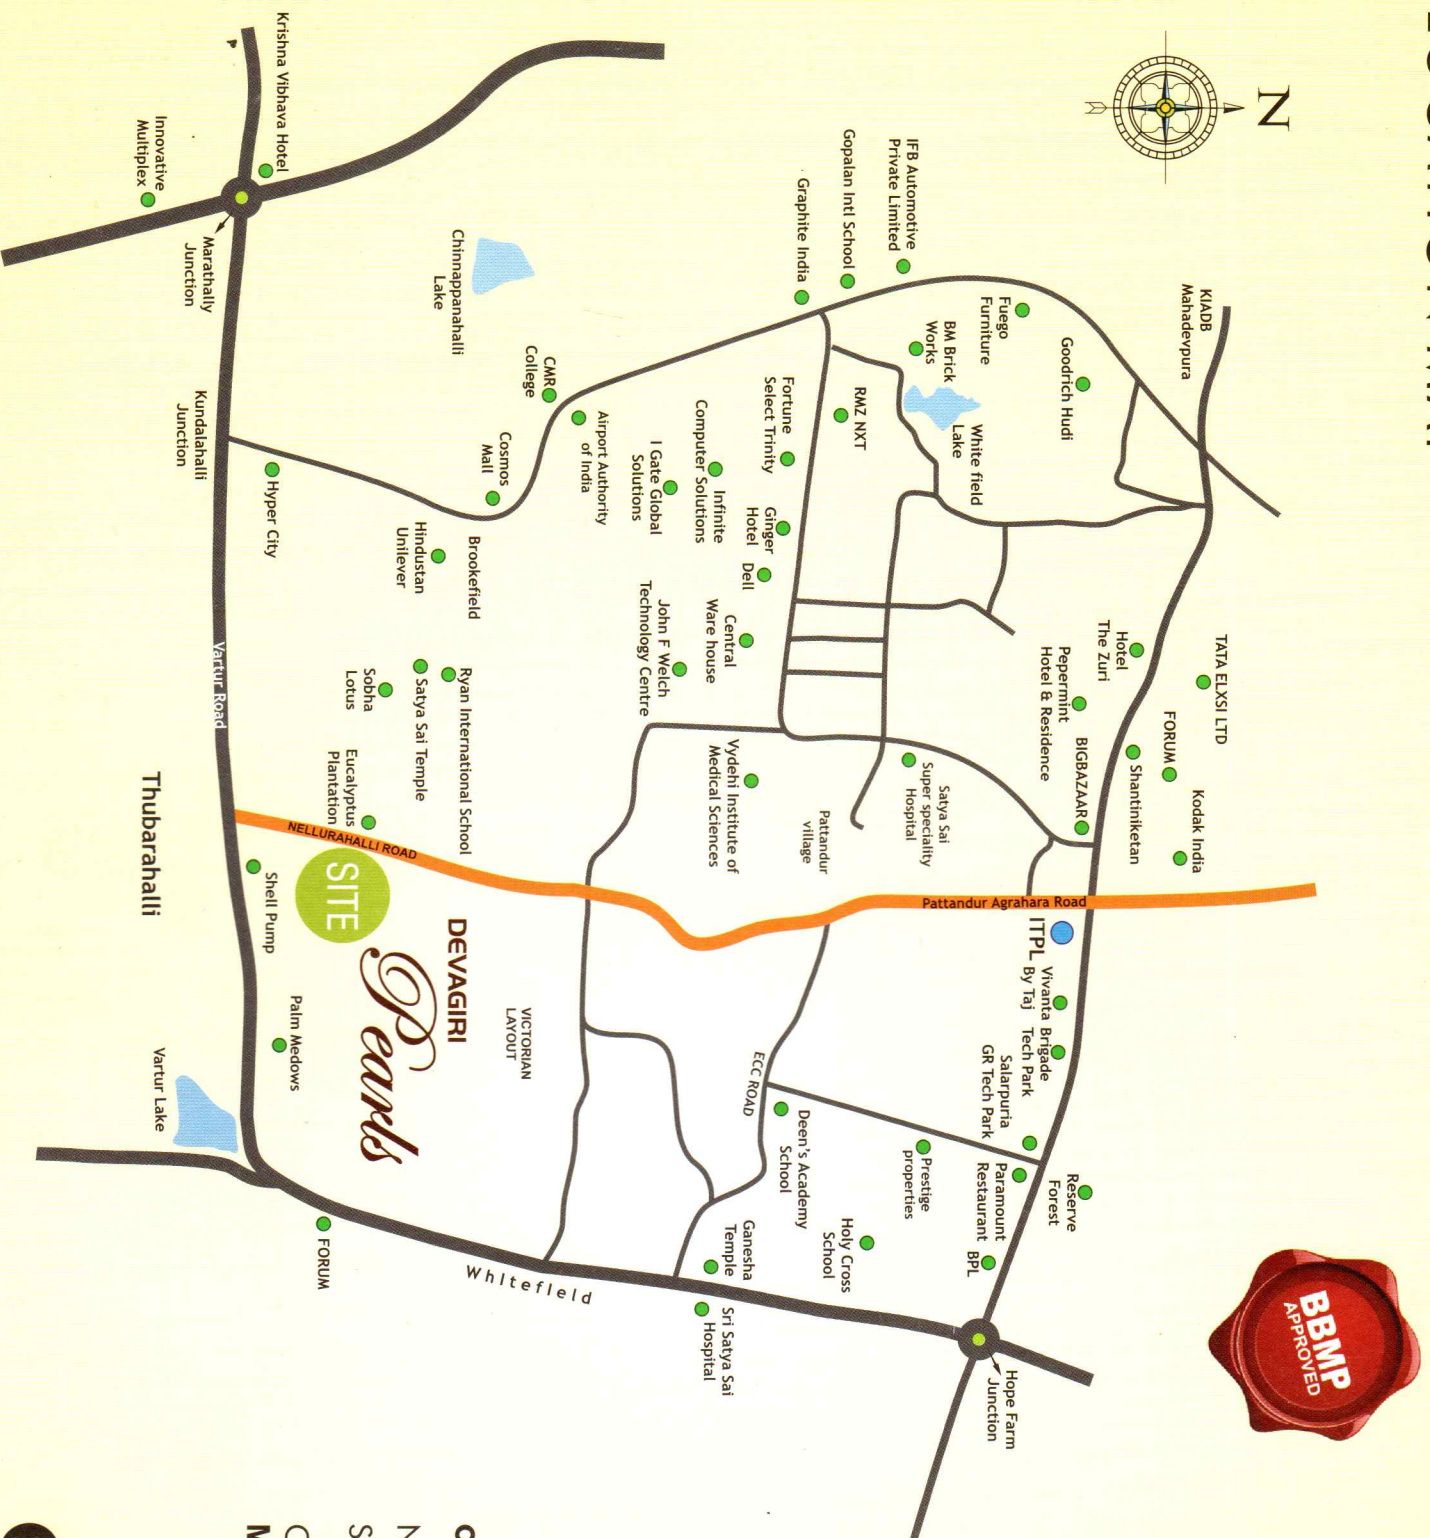 LOCATION MAP
N
KIADB
Mahadevpura
TATA ELXSI LTD
FORUM
Kodak India
Hotel
The Zuri
Pepermint
Hotel & Residence
BIGBAZAAR
Shantiniketan
Goodrich Hudi
Fuego
Furniture
BM Brick
Works
White field
Lake
IFB Automotive
Private Limited
Gopalan Intl School
Graphite India
RMZ NXT
Fortune
Select Trinity
Ginger
Hotel
Dell
Infinite
Computer Solutions
I Gate Global
Solutions
Central
Ware house
John F Welch
Technology Centre
Airport Authority
of India
CMR
College
Cosmos
Mall
Chinnappanahalli
Lake
Krishna Vibhava Hotel
Innovative
Multiplex
Marathally
Junction
Kundalahalli
Junction
Hyper City
Hindustan
Unilever
Brookefield
Ryan International School
Satya Sai Temple
Sobha
Lotus
Eucalyptus
Plantation
Vartur Road
Thubarahalli
NELLURAHALLI ROAD
SITE
DEVAGIRI
Pearls
Shell Pump
Palm Medows
Vartur Lake
FORUM
VICTORIAN
LAYOUT
Vydehi Institute of
Medical Sciences
Pattandur
village
Satya Sai
Super speciality
Hospital
Pattandur Agrahara Road
ITPL
Vivanta
By Taj
Brigade
Tech Park
Salarpuria
GR Tech Park
Reserve
Forest
Paramount
Restaurant
BPL
Prestige
properties
Holy Cross
School
Deen's Academy
School
ECC ROAD
Ganesha
Temple
Sri Satya Sai
Hospital
Whitefield
Hope Farm
Junction
BBMP
APPROVED